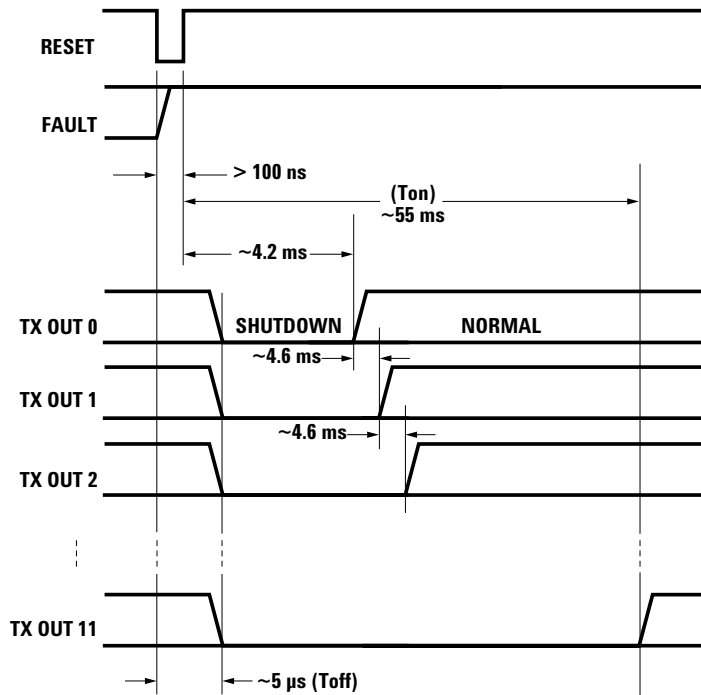 RESET
FAULT
> 100 ns
(Ton)
~55 ms
~4.2 ms
TX OUT 0
SHUTDOWN
NORMAL
~4.6 ms
TX OUT 1
~4.6 ms
TX OUT 2
TX OUT 11
~5 µs (Toff)